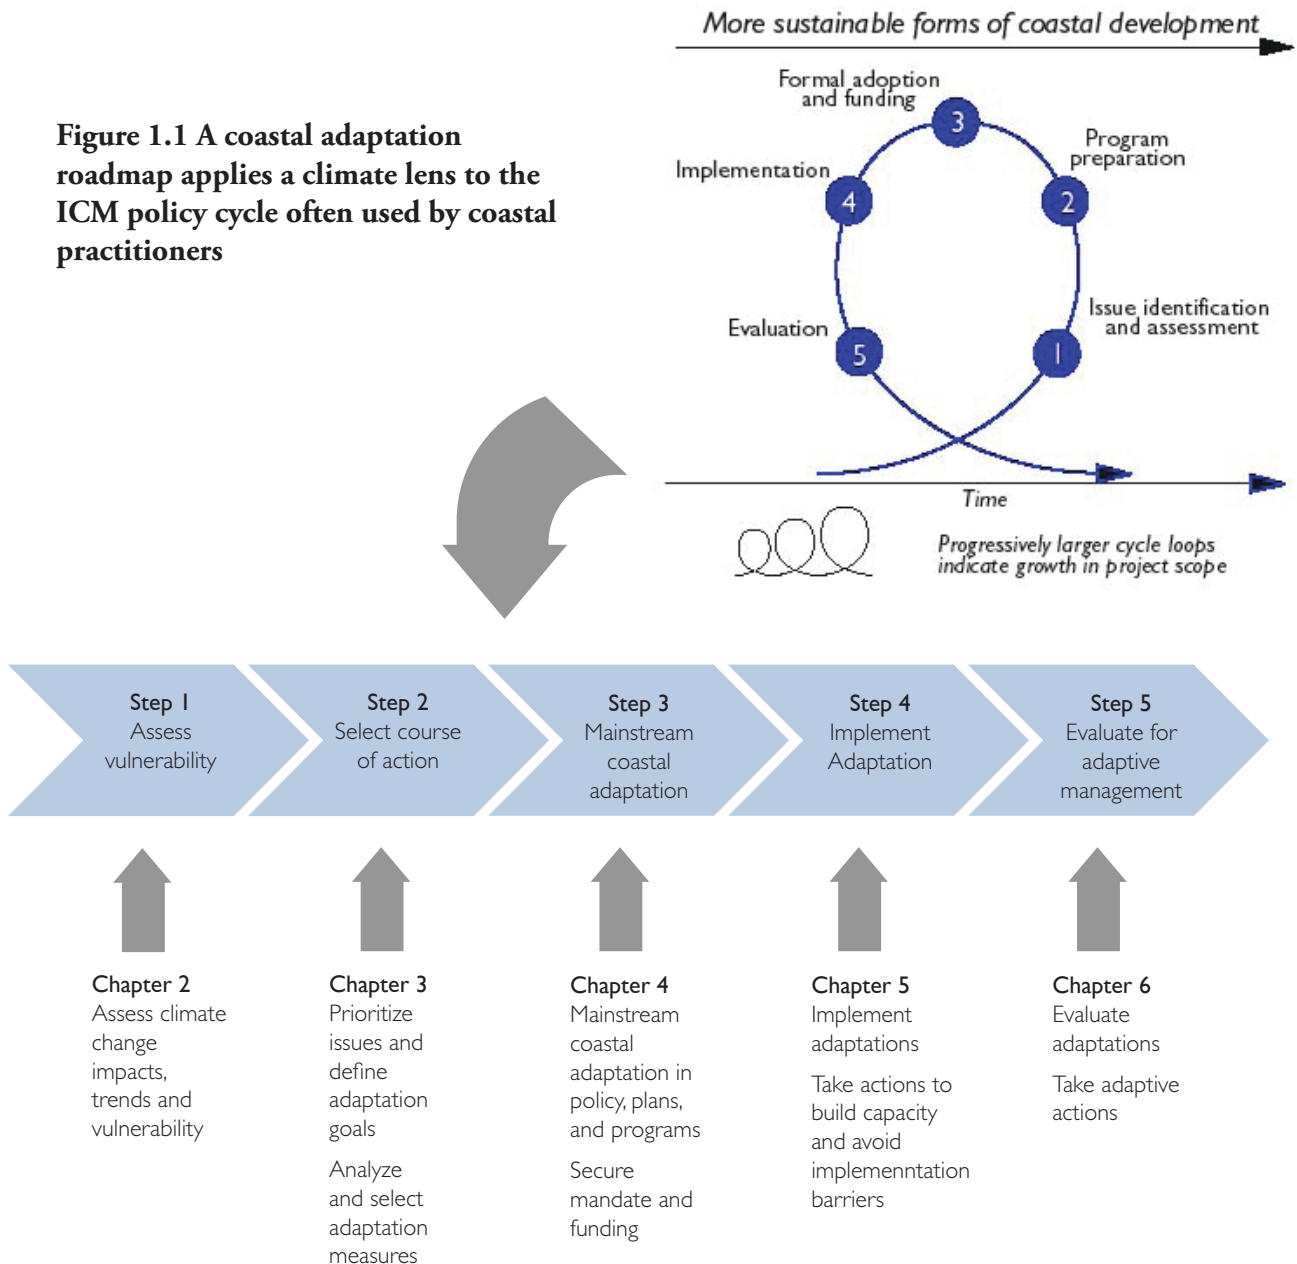 More sustainable forms of coastal development
Figure 1.1 A coastal adaptation
roadmap applies a climate lens to the
ICM policy cycle often used by coastal
practitioners
Formal adoption
and funding
3
Program
preparation
2
Implementation
4
Issue identification
and assessment
1
Evaluation
5
Time
Progressively larger cycle loops
indicate growth in project scope
Step 1
Assess
vulnerability
Step 2
Select course
of action
Step 3
Mainstream
coastal
adaptation
Step 4
Implement
Adaptation
Step 5
Evaluate for
adaptive
management
Chapter 2
Assess climate
change
impacts,
trends and
vulnerability
Chapter 3
Prioritize
issues and
define
adaptation
goals
Analyze
and select
adaptation
measures
Chapter 4
Mainstream
coastal
adaptation in
policy, plans,
and programs
Secure
mandate and
funding
Chapter 5
Implement
adaptations
Take actions to
build capacity
and avoid
implemenntation
barriers
Chapter 6
Evaluate
adaptations
Take adaptive
actions